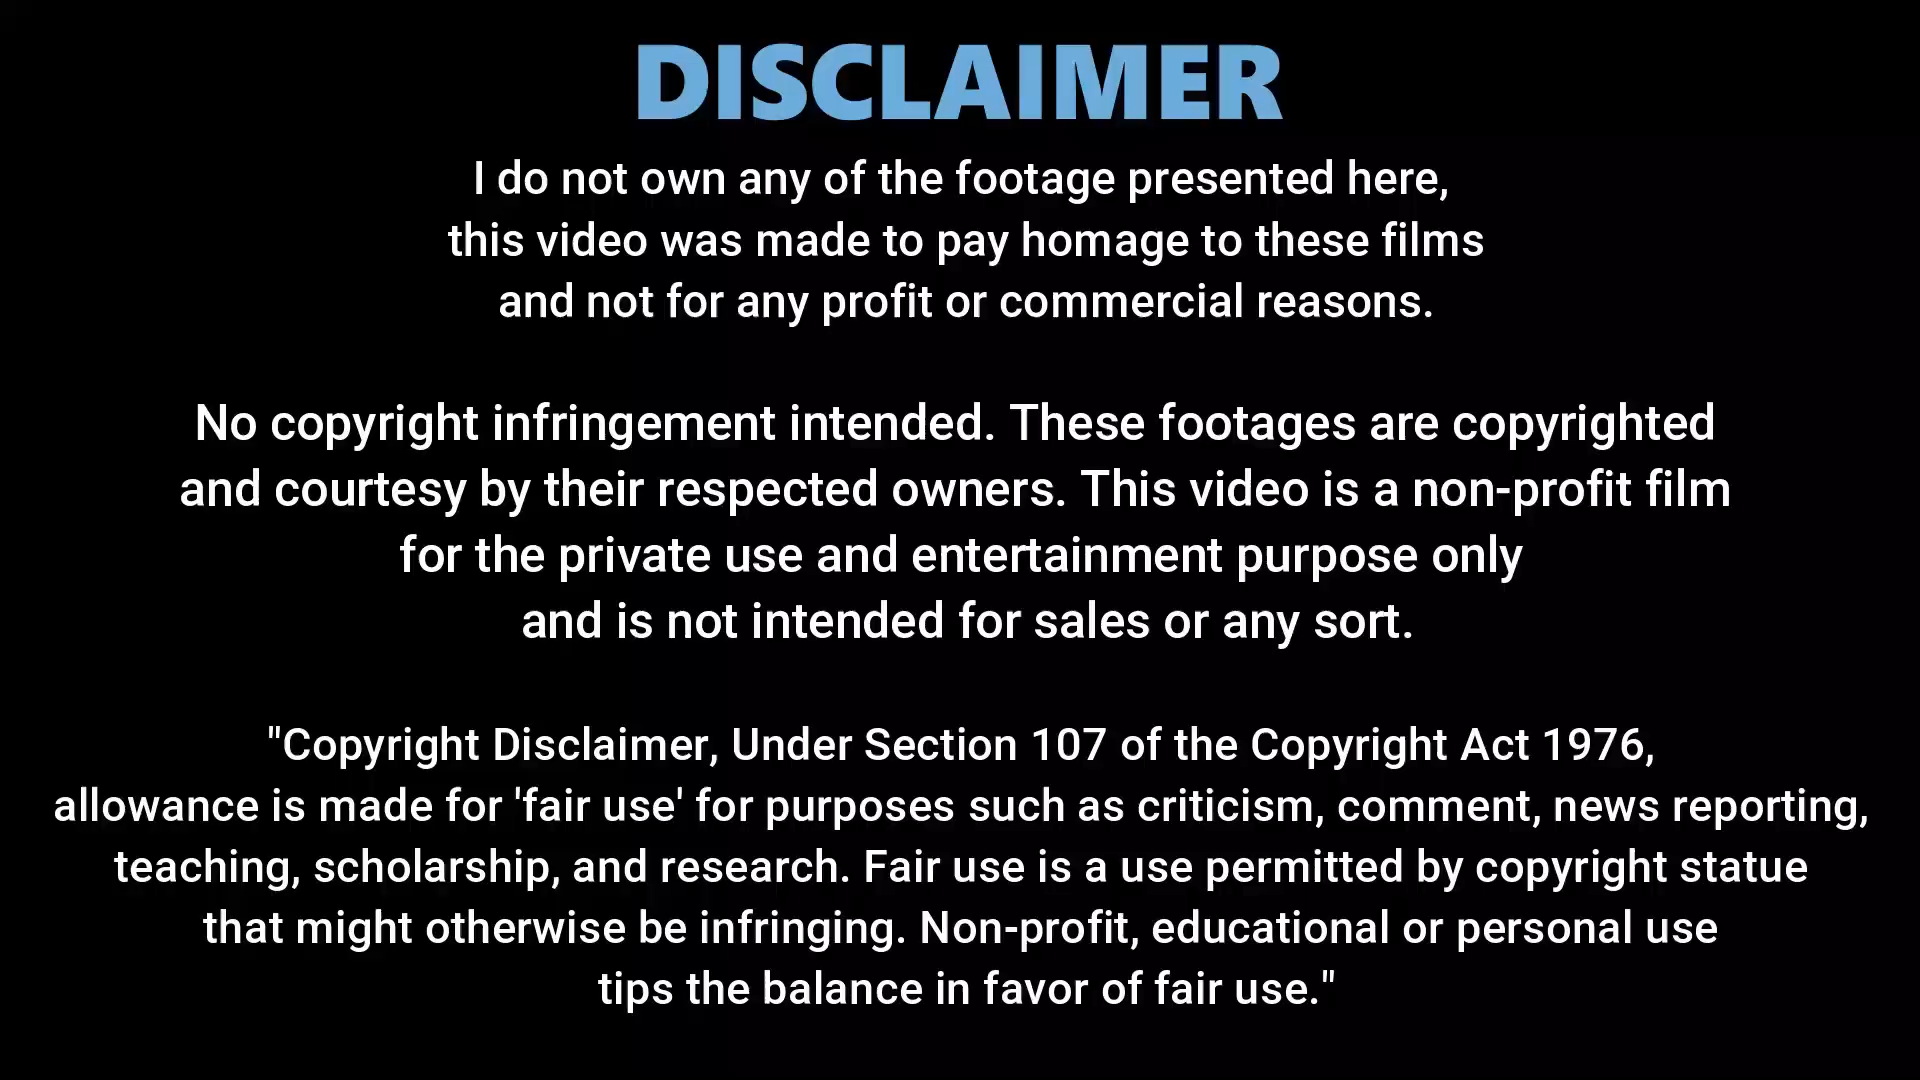 DISCLAIMER
I do not own any of the footage presented here,
this video was made to pay homage to these films
and not for any profit or commercial reasons.
No copyright infringement intended. These footages are copyrighted
and courtesy by their respected owners. This video is a non-profit film
for the private use and entertainment purpose only
and is not intended for sales or any sort.
"Copyright Disclaimer, Under Section 107 of the Copyright Act 1976,
allowance is made for 'fair use' for purposes such as criticism, comment, news reporting,
teaching, scholarship, and research. Fair use is a use permitted by copyright statue
that might otherwise be infringing. Non-profit, educational or personal use
tips the balance in favor of fair use."